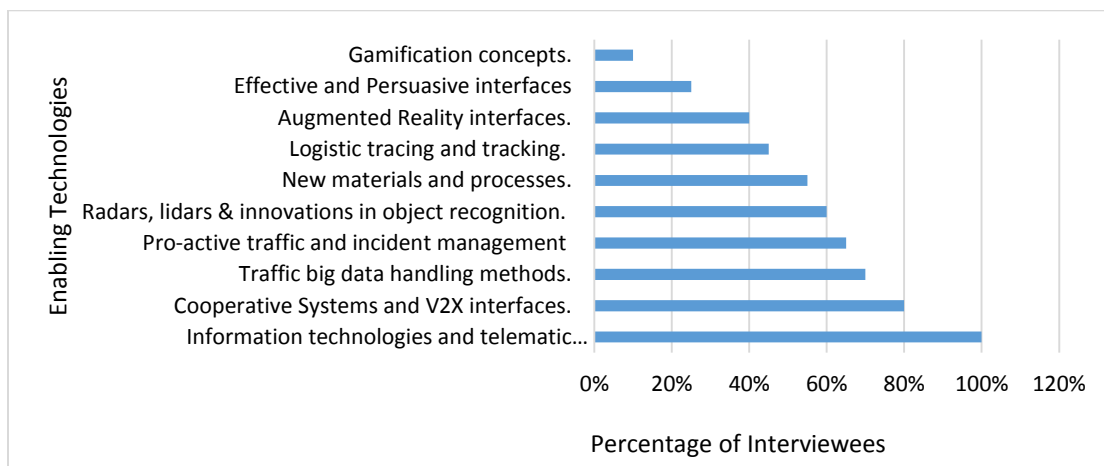 Enabling Technologies
Gamification concepts.
Effective and Persuasive interfaces
Augmented Reality interfaces.
Logistic tracing and tracking.
New materials and processes.
Radars, lidars & innovations in object recognition.
Pro-active traffic and incident management
Traffic big data handling methods.
Cooperative Systems and V2X interfaces.
Information technologies and telematic…
0% 20% 40% 60% 80% 100% 120%
Percentage of Interviewees